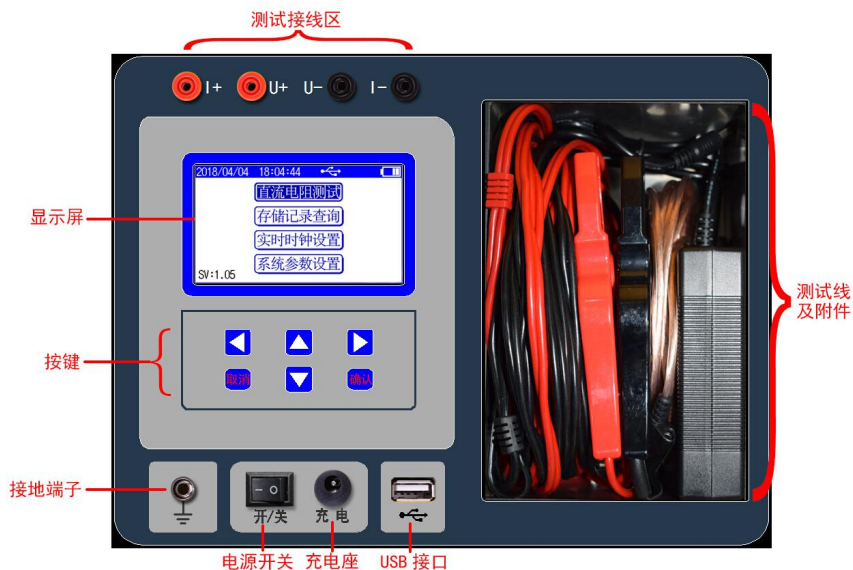 测试接线区
I+ U+ U- I-
2018/04/04 18:04:44
直流电阻测试
存储记录查询
实时时钟设置
系统参数设置
SV:1.05
显示屏
测试线
及附件
按键
取消 确认
接地端子
开/关 充电
电源开关 充电座 USB 接口